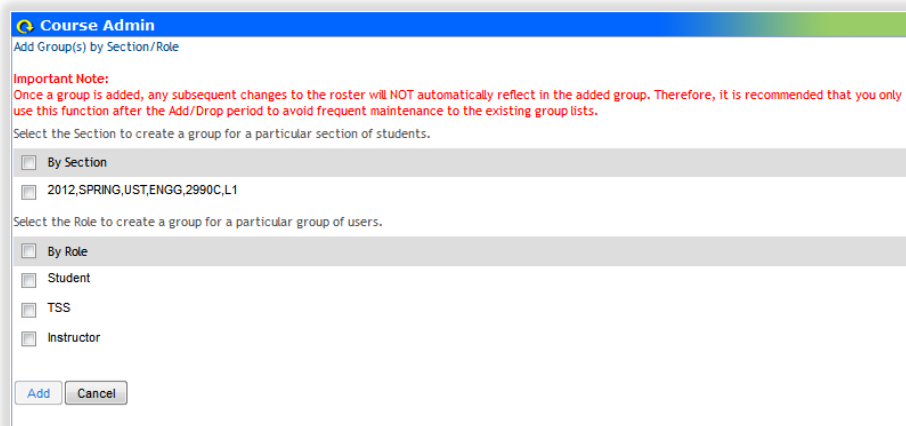 Course Admin
Add Group(s) by Section/Role
Important Note:
Once a group is added, any subsequent changes to the roster will NOT automatically reflect in the added group. Therefore, it is recommended that you only
use this function after the Add/Drop period to avoid frequent maintenance to the existing group lists.
Select the Section to create a group for a particular section of students.
By Section
2012,SPRING,UST,ENGG,2990C,L1
Select the Role to create a group for a particular group of users.
By Role
Student
TSS
Instructor
Add Cancel